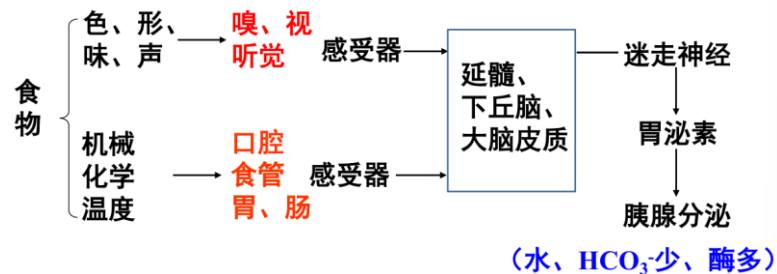 食物
色、形、
味、声
嗅、视
听觉
感受器
机械
化学
温度
口腔
食管
胃、肠
感受器
延髓、
下丘脑、
大脑皮质
迷走神经
胃泌素
胰腺分泌
（水、HCO₃⁻少、酶多）